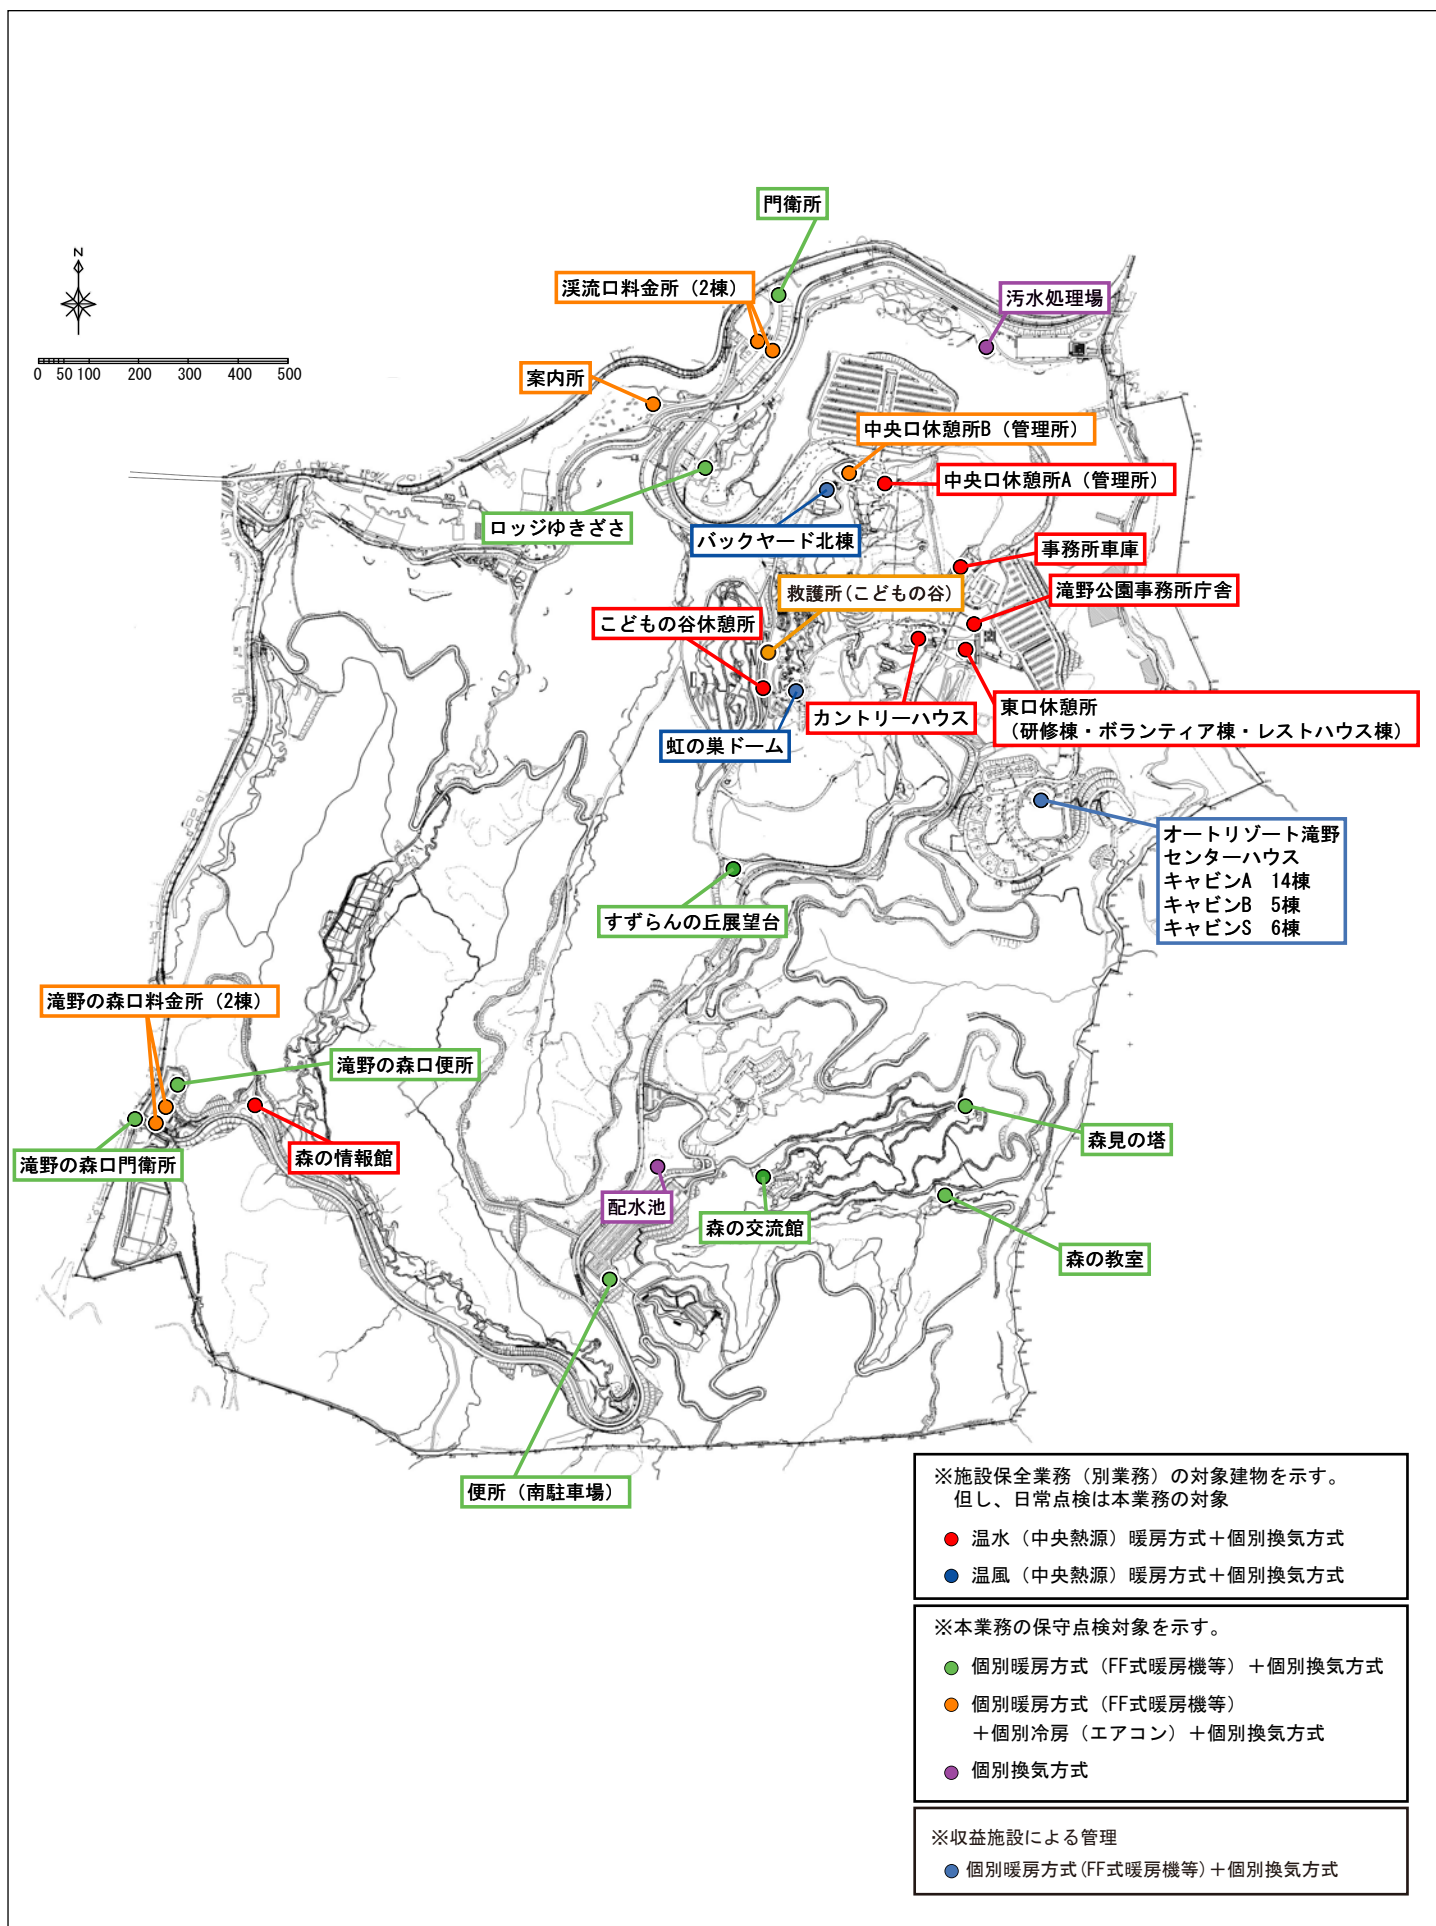 門衛所
N
渓流口料金所（2棟）
汚水処理場
0 50 100 200 300 400 500
案内所
中央口休憩所B（管理所）
中央口休憩所A（管理所）
ロッジゆきざさ
バックヤード北棟
事務所車庫
救護所(こどもの谷)
滝野公園事務所庁舎
こどもの谷休憩所
カントリーハウス
東口休憩所
（研修棟・ボランティア棟・レストハウス棟）
虹の巣ドーム
オートリゾート滝野
センターハウス
キャビンA　14棟
キャビンB　5棟
キャビンS　6棟
すずらんの丘展望台
滝野の森口料金所（2棟）
滝野の森口便所
森見の塔
滝野の森口門衛所
森の情報館
配水池
森の交流館
森の教室
便所（南駐車場）
※施設保全業務（別業務）の対象建物を示す。
但し、日常点検は本業務の対象
温水（中央熱源）暖房方式＋個別換気方式
温風（中央熱源）暖房方式＋個別換気方式
※本業務の保守点検対象を示す。
個別暖房方式（FF式暖房機等）＋個別換気方式
個別暖房方式（FF式暖房機等）
＋個別冷房（エアコン）＋個別換気方式
個別換気方式
※収益施設による管理
個別暖房方式(FF式暖房機等)＋個別換気方式